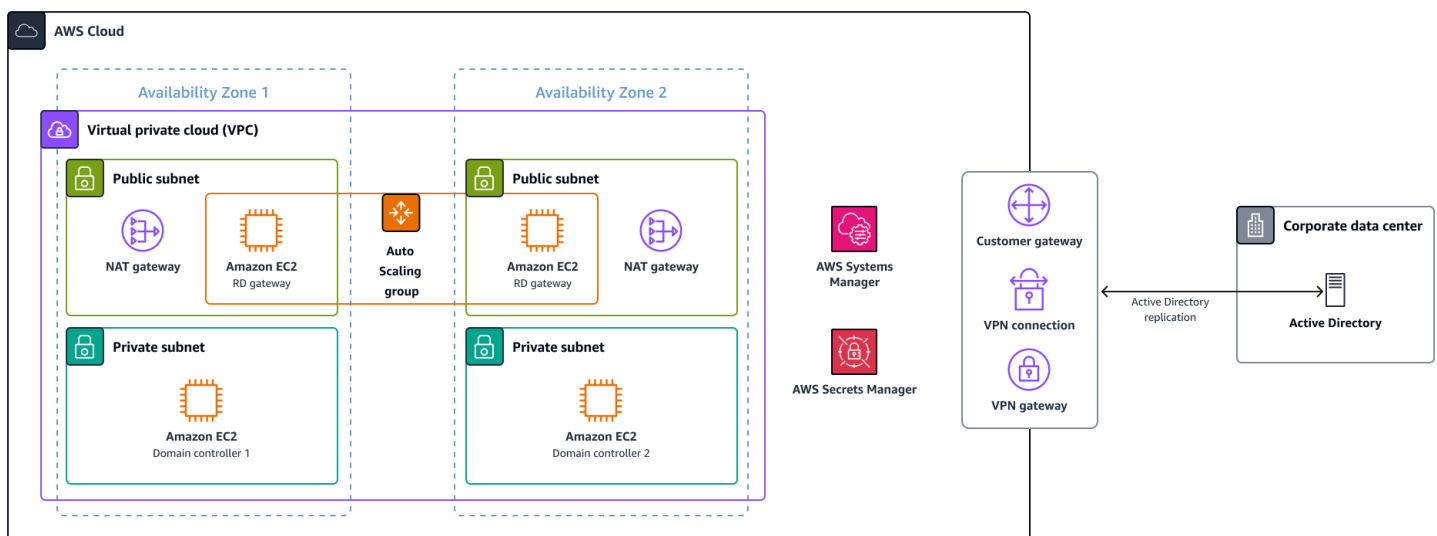 AWS Cloud
Availability Zone 1
Availability Zone 2
Virtual private cloud (VPC)
Public subnet
NAT gateway
Amazon EC2
RD gateway
Auto
Scaling
group
Public subnet
Amazon EC2
RD gateway
NAT gateway
Private subnet
Amazon EC2
Domain controller 1
Private subnet
Amazon EC2
Domain controller 2
AWS Systems
Manager
AWS Secrets Manager
Customer gateway
VPN connection
VPN gateway
Active Directory
replication
Corporate data center
Active Directory